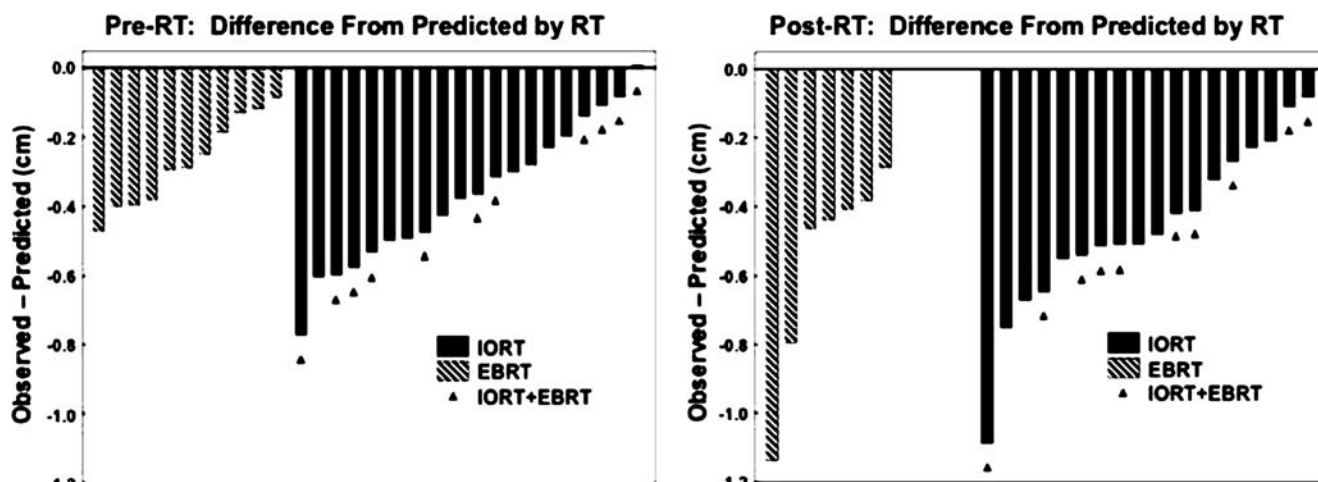 Pre-RT: Difference From Predicted by RT
0.0
-0.2
-0.4
-0.6
-0.8
-1.0
Observed – Predicted (cm)
IORT
EBRT
IORT+EBRT
Post-RT: Difference From Predicted by RT
0.0
-0.2
-0.4
-0.6
-0.8
-1.0
Observed – Predicted (cm)
IORT
EBRT
IORT+EBRT